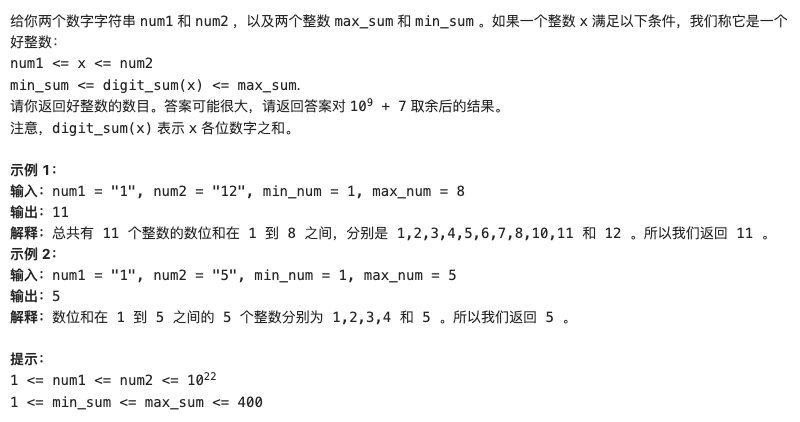 给你两个数字字符串 num1 和 num2 ，以及两个整数 max_sum 和 min_sum 。如果一个整数 x 满足以下条件，我们称它是一个
好整数：
num1 <= x <= num2
min_sum <= digit_sum(x) <= max_sum.
请你返回好整数的数目。答案可能很大，请返回答案对 10⁹ + 7 取余后的结果。
注意，digit_sum(x) 表示 x 各位数字之和。
示例 1：
输入：num1 = "1", num2 = "12", min_num = 1, max_num = 8
输出：11
解释：总共有 11 个整数的数位和在 1 到 8 之间，分别是 1,2,3,4,5,6,7,8,10,11 和 12 。所以我们返回 11 。
示例 2：
输入：num1 = "1", num2 = "5", min_num = 1, max_num = 5
输出：5
解释：数位和在 1 到 5 之间的 5 个整数分别为 1,2,3,4 和 5 。所以我们返回 5 。
提示：
1 <= num1 <= num2 <= 10²²
1 <= min_sum <= max_sum <= 400